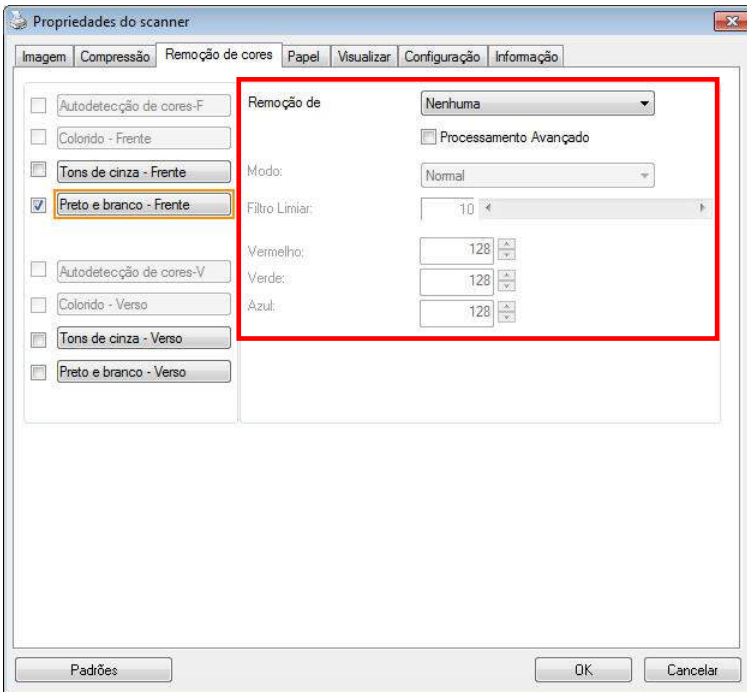 Propriedades do scanner
Imagem Compressão Remoção de cores Papel Visualizar Configuração Informação
Autodetecção de cores-F
Colorido - Frente
Tons de cinza - Frente
Preto e branco - Frente
Autodetecção de cores-V
Colorido - Verso
Tons de cinza - Verso
Preto e branco - Verso
Remoção de Nenhuma
Processamento Avançado
Modo: Normal
Filtro Limiar: 10
Vermelho: 128
Verde: 128
Azul: 128
Padrões OK Cancelar